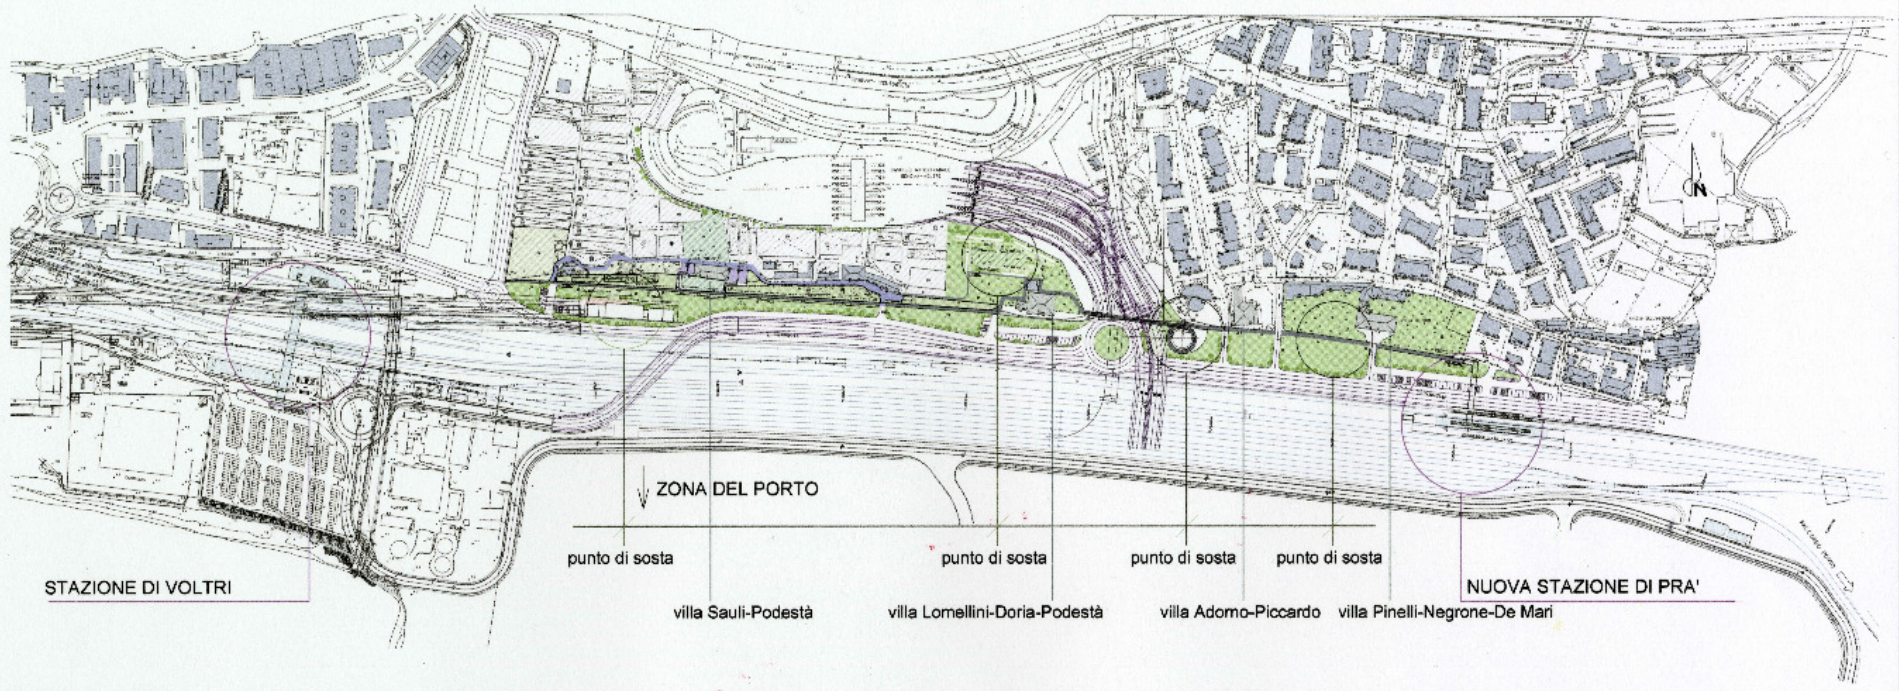 N
ZONA DEL PORTO
punto di sosta
punto di sosta
punto di sosta
punto di sosta
STAZIONE DI VOLTRI
NUOVA STAZIONE DI PRA'
villa Sauli-Podestà
villa Lomellini-Doria-Podestà
villa Adorno-Piccardo
villa Pinelli-Negrone-De Mari